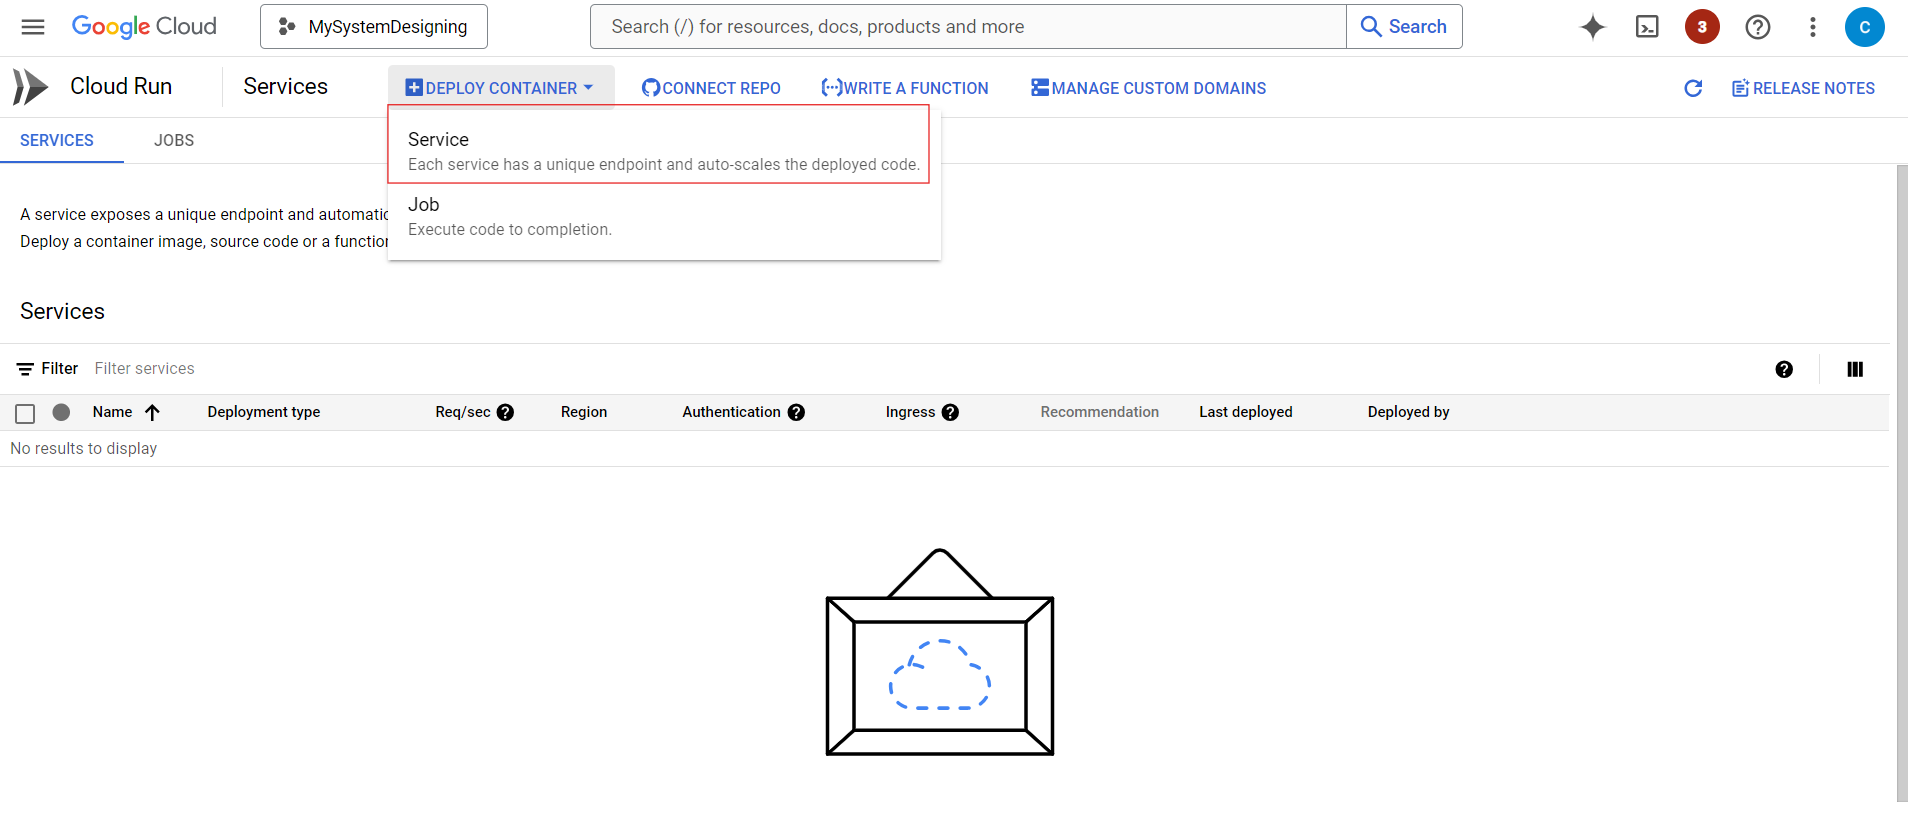 Google Cloud
MySystemDesigning
Search (/) for resources, docs, products and more
Search
3
C
Cloud Run
Services
DEPLOY CONTAINER
CONNECT REPO
WRITE A FUNCTION
MANAGE CUSTOM DOMAINS
RELEASE NOTES
SERVICES
JOBS
Service
Each service has a unique endpoint and auto-scales the deployed code.
Job
Execute code to completion.
A service exposes a unique endpoint and automatic
Deploy a container image, source code or a function
Services
Filter Filter services
Name Deployment type Req/sec Region Authentication Ingress Recommendation Last deployed Deployed by
No results to display